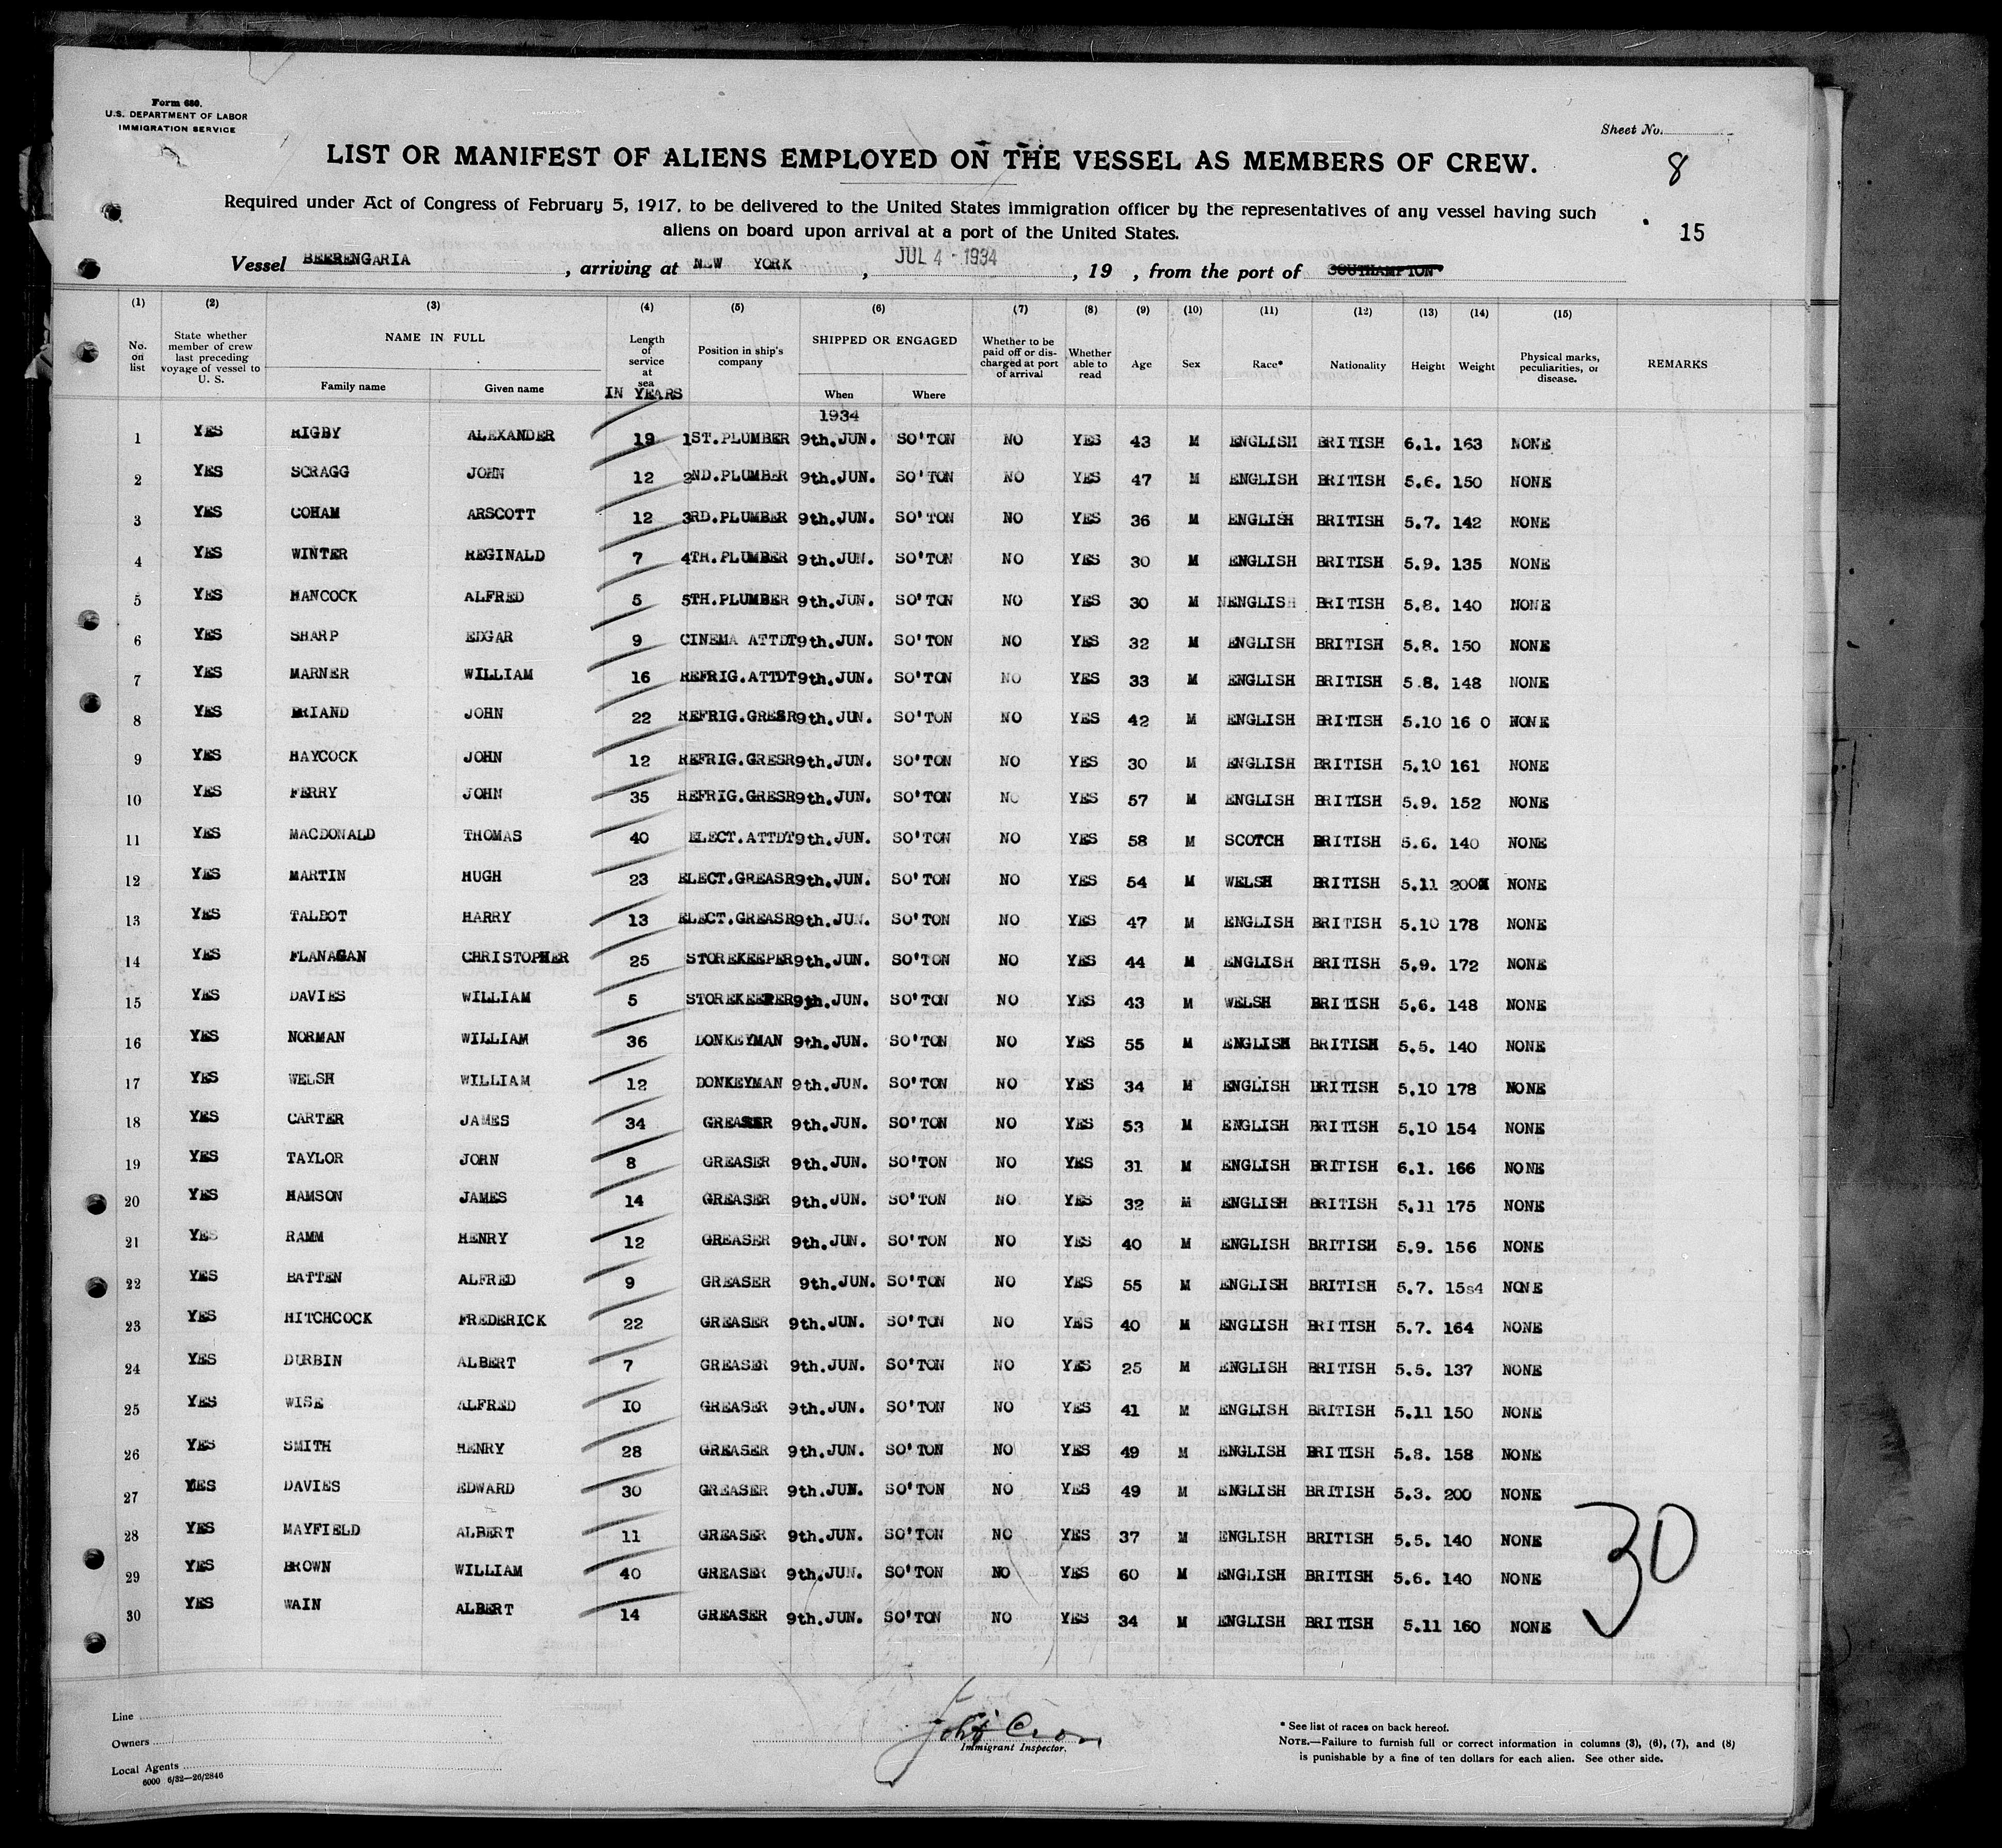 Form 680.
U.S. DEPARTMENT OF LABOR
IMMIGRATION SERVICE
Sheet No.
8
LIST OR MANIFEST OF ALIENS EMPLOYED ON THE VESSEL AS MEMBERS OF CREW.
Required under Act of Congress of February 5, 1917, to be delivered to the United States immigration officer by the representatives of any vessel having such
aliens on board upon arrival at a port of the United States.
15
Vessel BEERENGARIA, arriving at NEW YORK, JUL 4 - 1934, 19 , from the port of SOUTHAMPTON
(1) (2) (3) (4) (5) (6) (7) (8) (9) (10) (11) (12) (13) (14) (15)
No. on list State whether member of crew last preceding voyage of vessel to U. S. NAME IN FULL Family name Given name Length of service at sea IN YEARS Position in ship's company SHIPPED OR ENGAGED When Where Whether to be paid off or discharged at port of arrival Whether able to read Age Sex Race* Nationality Height Weight Physical marks, peculiarities, or disease. REMARKS
1934
1 YES RIGBY ALEXANDER 19 1ST.PLUMBER 9th.JUN. SO'TON NO YES 43 M ENGLISH BRITISH 6.1. 163 NONE
2 YES SCRAGG JOHN 12 2ND.PLUMBER 9th.JUN. SO'TON NO YES 47 M ENGLISH BRITISH 5.6. 150 NONE
3 YES COHAM ARSCOTT 12 3RD.PLUMBER 9th.JUN. SO'TON NO YES 36 M ENGLISH BRITISH 5.7. 142 NONE
4 YES WINTER REGINALD 7 4TH.PLUMBER 9th.JUN. SO'TON NO YES 30 M ENGLISH BRITISH 5.9. 135 NONE
5 YES HANCOCK ALFRED 5 5TH.PLUMBER 9th.JUN. SO'TON NO YES 30 M NENGLISH BRITISH 5.8. 140 NONE
6 YES SHARP EDGAR 9 CINEMA ATTDT 9th.JUN. SO'TON NO YES 32 M ENGLISH BRITISH 5.8. 150 NONE
7 YES MARNER WILLIAM 16 REFRIG.ATTDT 9th.JUN. SO'TON NO YES 33 M ENGLISH BRITISH 5.8. 148 NONE
8 YES BRIAND JOHN 22 REFRIG.GRESR 9th.JUN. SO'TON NO YES 42 M ENGLISH BRITISH 5.10 16 0 NONE
9 YES HAYCOCK JOHN 12 REFRIG.GRESR 9th.JUN. SO'TON NO YES 30 M ENGLISH BRITISH 5.10 161 NONE
10 YES FERRY JOHN 35 REFRIG.GRESR 9th.JUN. SO'TON NO YES 57 M ENGLISH BRITISH 5.9. 152 NONE
11 YES MACDONALD THOMAS 40 ELECT.ATTDT 9th.JUN. SO'TON NO YES 58 M SCOTCH BRITISH 5.6. 140 NONE
12 YES MARTIN HUGH 23 ELECT.GREASR 9th.JUN. SO'TON NO YES 54 M WELSH BRITISH 5.11 200 NONE
13 YES TALBOT HARRY 13 ELECT.GREASR 9th.JUN. SO'TON NO YES 47 M ENGLISH BRITISH 5.10 178 NONE
14 YES FLANAGAN CHRISTOPHER 25 STOREKEEPER 9th.JUN. SO'TON NO YES 44 M ENGLISH BRITISH 5.9. 172 NONE
15 YES DAVIES WILLIAM 5 STOREKEEPER 9th.JUN. SO'TON NO YES 43 M WELSH BRITISH 5.6. 148 NONE
16 YES NORMAN WILLIAM 36 DONKEYMAN 9th.JUN. SO'TON NO YES 55 M ENGLISH BRITISH 5.5. 140 NONE
17 YES WELSH WILLIAM 12 DONKEYMAN 9th.JUN. SO'TON NO YES 34 M ENGLISH BRITISH 5.10 178 NONE
18 YES CARTER JAMES 34 GREASER 9th.JUN. SO'TON NO YES 53 M ENGLISH BRITISH 5.10 154 NONE
19 YES TAYLOR JOHN 8 GREASER 9th.JUN. SO'TON NO YES 31 M ENGLISH BRITISH 6.1. 166 NONE
20 YES HAMSON JAMES 14 GREASER 9th.JUN. SO'TON NO YES 32 M ENGLISH BRITISH 5.11 175 NONE
21 YES RAMM HENRY 12 GREASER 9th.JUN. SO'TON NO YES 40 M ENGLISH BRITISH 5.9. 156 NONE
22 YES BATTEN ALFRED 9 GREASER 9th.JUN. SO'TON NO YES 55 M ENGLISH BRITISH 5.7. 15s4 NONE
23 YES HITCHCOCK FREDERICK 22 GREASER 9th.JUN. SO'TON NO YES 40 M ENGLISH BRITISH 5.7. 164 NONE
24 YES DURBIN ALBERT 7 GREASER 9th.JUN. SO'TON NO YES 25 M ENGLISH BRITISH 5.5. 137 NONE
25 YES WISE ALFRED IO GREASER 9th.JUN. SO'TON NO YES 41 M ENGLISH BRITISH 5.11 150 NONE
26 YES SMITH HENRY 28 GREASER 9th.JUN. SO'TON NO YES 49 M ENGLISH BRITISH 5.8. 158 NONE
27 YES DAVIES EDWARD 30 GREASER 9th.JUN. SO'TON NO YES 49 M ENGLISH BRITISH 5.3. 200 NONE
28 YES MAYFIELD ALBERT 11 GREASER 9th.JUN. SO'TON NO YES 37 M ENGLISH BRITISH 5.5. 140 NONE
29 YES BROWN WILLIAM 40 GREASER 9th.JUN. SO'TON NO YES 60 M ENGLISH BRITISH 5.6. 140 NONE
30 YES WAIN ALBERT 14 GREASER 9th.JUN. SO'TON NO YES 34 M ENGLISH BRITISH 5.11 160 NONE
30
Line
Owners
Local Agents
6000 6/32—26/2846
Immigrant Inspector.
* See list of races on back hereof.
NOTE.—Failure to furnish full or correct information in columns (3), (6), (7), and (8)
is punishable by a fine of ten dollars for each alien. See other side.